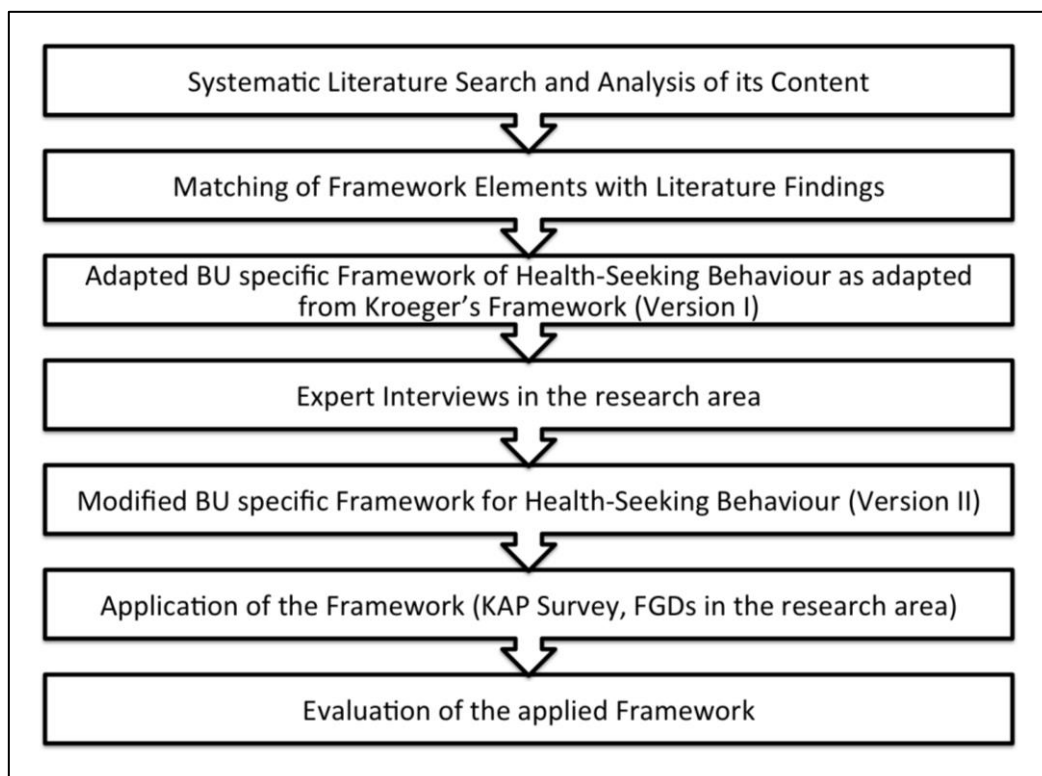 Systematic Literature Search and Analysis of its Content
Matching of Framework Elements with Literature Findings
Adapted BU specific Framework of Health-Seeking Behaviour as adapted
from Kroeger’s Framework (Version I)
Expert Interviews in the research area
Modified BU specific Framework for Health-Seeking Behaviour (Version II)
Application of the Framework (KAP Survey, FGDs in the research area)
Evaluation of the applied Framework